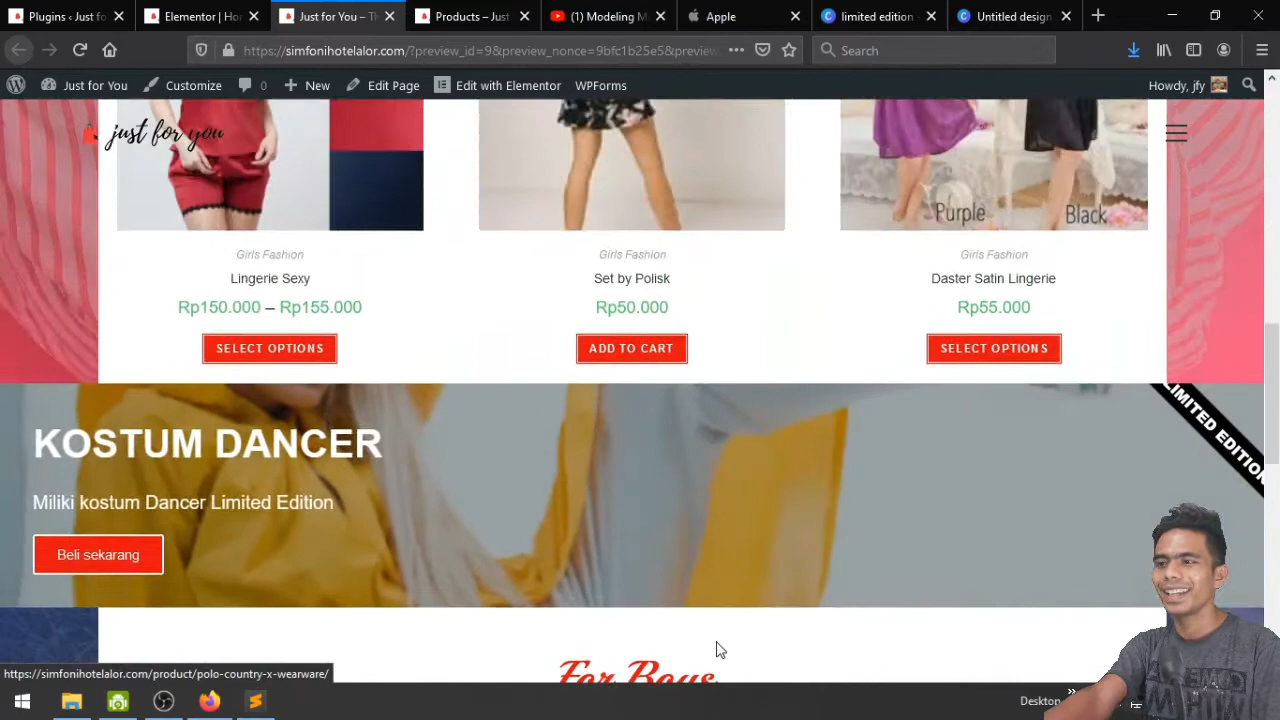 Plugins ‹ Just fo
Elementor | Hor
Just for You – Th
Products – Just
(1) Modeling M
Apple
limited edition -
Untitled design
https://simfonihotelalor.com/?preview_id=9&preview_nonce=9bfc1b25e5&preview
Search
Just for You
Customize
0
New
Edit Page
Edit with Elementor
WPForms
Howdy, jfy
just for you
Purple
Black
Girls Fashion
Girls Fashion
Girls Fashion
Lingerie Sexy
Set by Polisk
Daster Satin Lingerie
Rp150.000 – Rp155.000
Rp50.000
Rp55.000
SELECT OPTIONS
ADD TO CART
SELECT OPTIONS
LIMITED EDITION
KOSTUM DANCER
Miliki kostum Dancer Limited Edition
Beli sekarang
For Boys
https://simfonihotelalor.com/product/polo-country-x-wearware/
Desktop